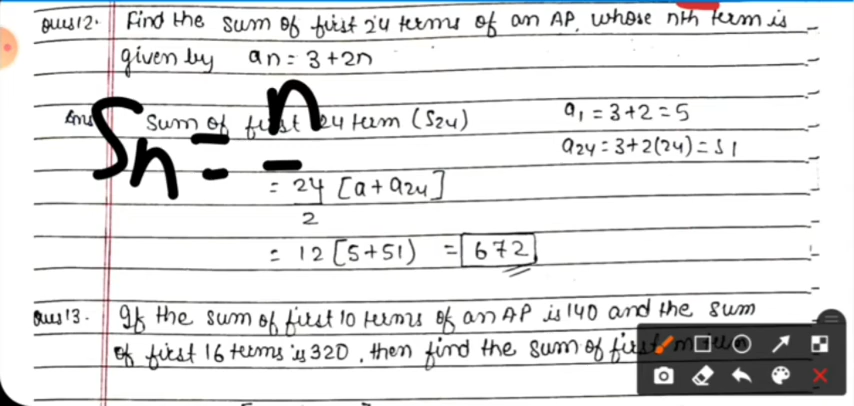 Ques12. Find the sum of first 24 terms of an AP, whose nth term is
given by an = 3 + 2n
Ans Sum of first 24 term (S24)
a1 = 3+2 = 5
a24 = 3+2(24) = 51
Sn = n
= 24 [a + a24]
2
= 12 [5+51) = 672
Ques13. If the sum of first 10 terms of an AP is 140 and the sum
of first 16 terms is 320, then find the sum of first m term